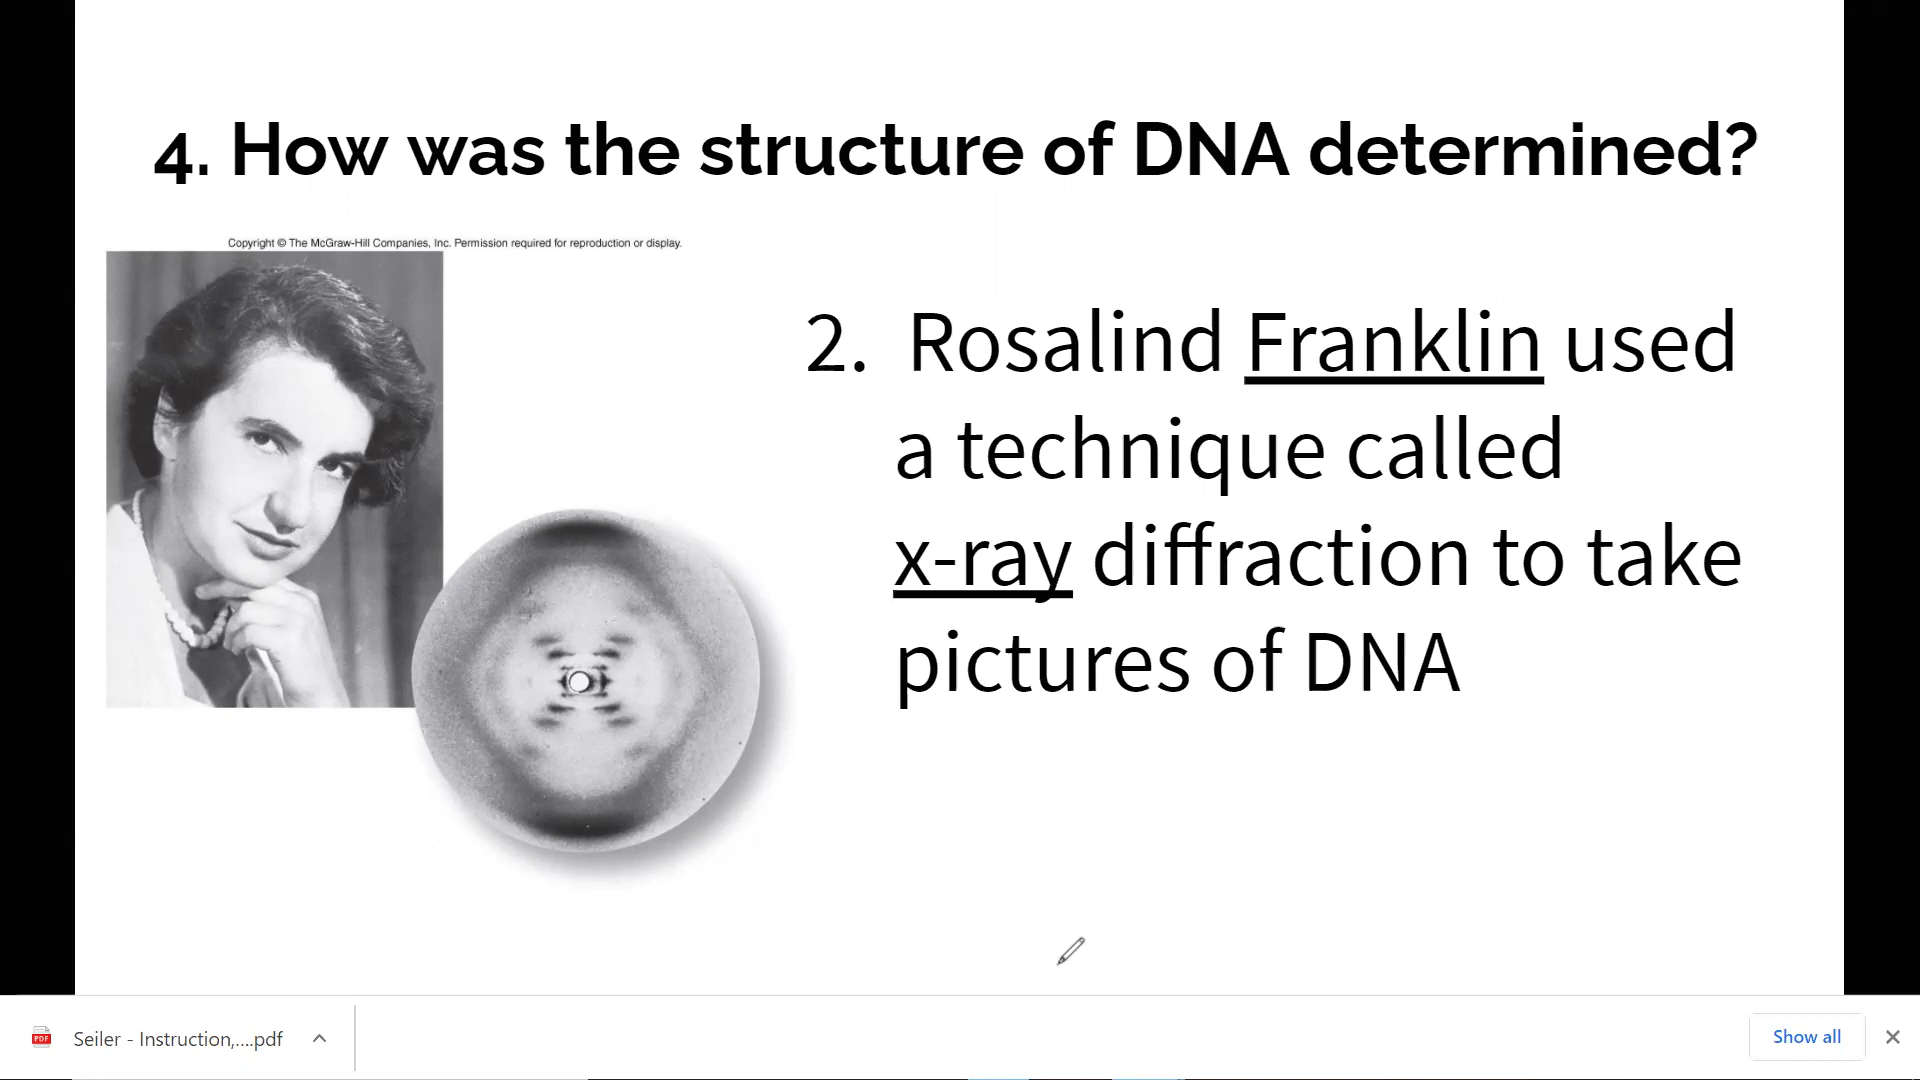 4. How was the structure of DNA determined?
Copyright © The McGraw-Hill Companies, Inc. Permission required for reproduction or display.
2. Rosalind Franklin used
a technique called
x-ray diffraction to take
pictures of DNA
PDF
Seiler - Instruction,....pdf
Show all